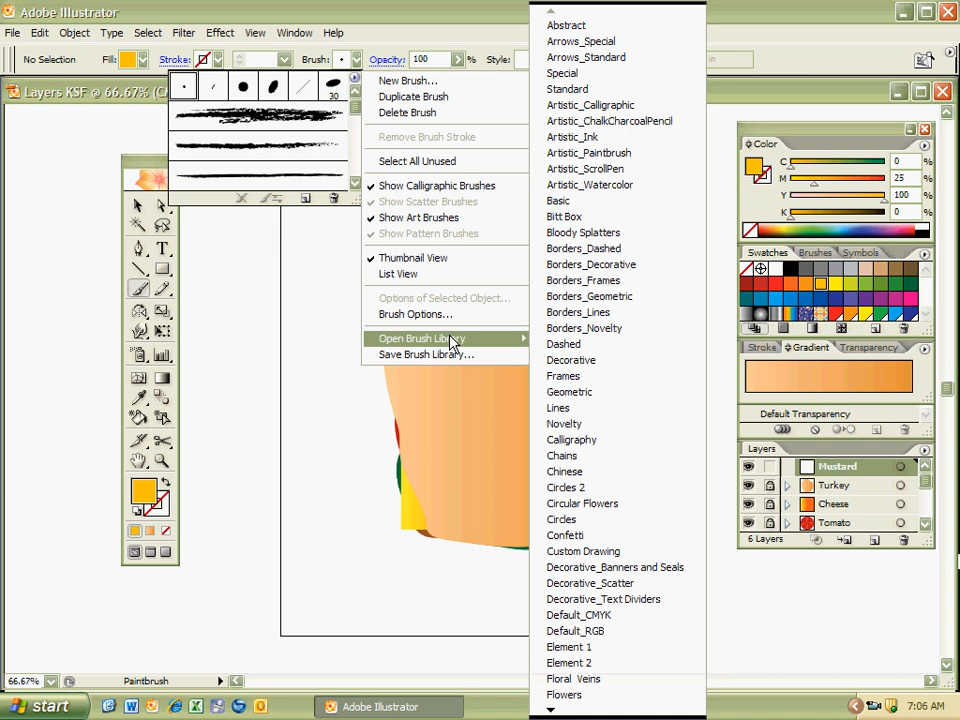 Adobe Illustrator
File Edit Object Type Select Filter Effect View Window Help
No Selection Fill: Stroke: Brush: Opacity: 100 % Style:
Layers KSF @ 66.67% (C
30
New Brush...
Duplicate Brush
Delete Brush
Remove Brush Stroke
Select All Unused
Show Calligraphic Brushes
Show Scatter Brushes
Show Art Brushes
Show Pattern Brushes
Thumbnail View
List View
Options of Selected Object...
Brush Options...
Open Brush Library
Save Brush Library...
Abstract
Arrows_Special
Arrows_Standard
Special
Standard
Artistic_Calligraphic
Artistic_ChalkCharcoalPencil
Artistic_Ink
Artistic_Paintbrush
Artistic_ScrollPen
Artistic_Watercolor
Basic
Bitt Box
Bloody Splatters
Borders_Dashed
Borders_Decorative
Borders_Frames
Borders_Geometric
Borders_Lines
Borders_Novelty
Dashed
Decorative
Frames
Geometric
Lines
Novelty
Calligraphy
Chains
Chinese
Circles 2
Circular Flowers
Circles
Confetti
Custom Drawing
Decorative_Banners and Seals
Decorative_Scatter
Decorative_Text Dividers
Default_CMYK
Default_RGB
Element 1
Element 2
Floral Veins
Flowers
Color
C 0 %
M 25 %
Y 100 %
K 0 %
Swatches Brushes Symbols
Stroke Gradient Transparency
Default Transparency
Layers
Mustard
Turkey
Cheese
Tomato
6 Layers
66.67% Paintbrush
start Adobe Illustrator 7:06 AM